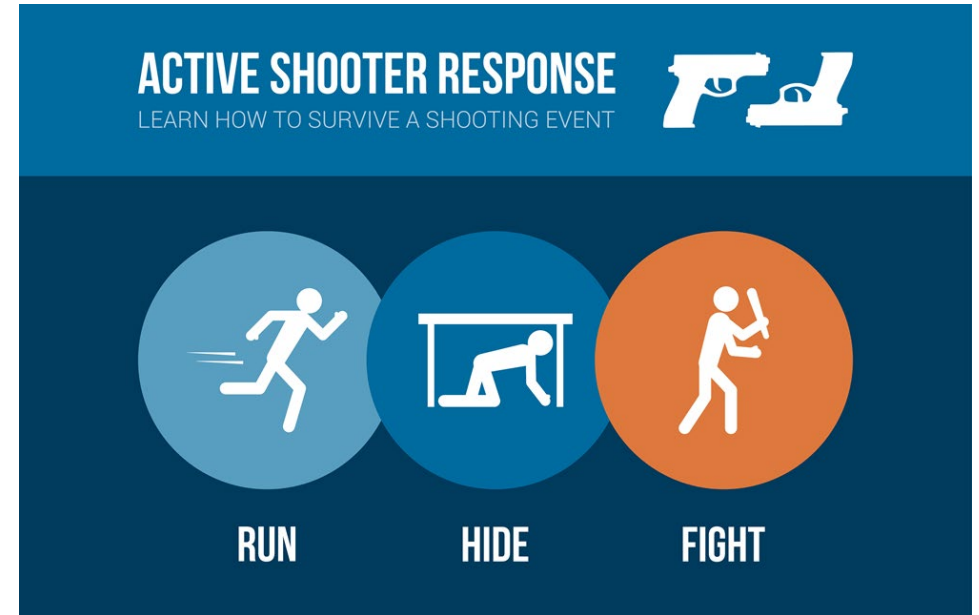 ACTIVE SHOOTER RESPONSE
LEARN HOW TO SURVIVE A SHOOTING EVENT
RUN
HIDE
FIGHT